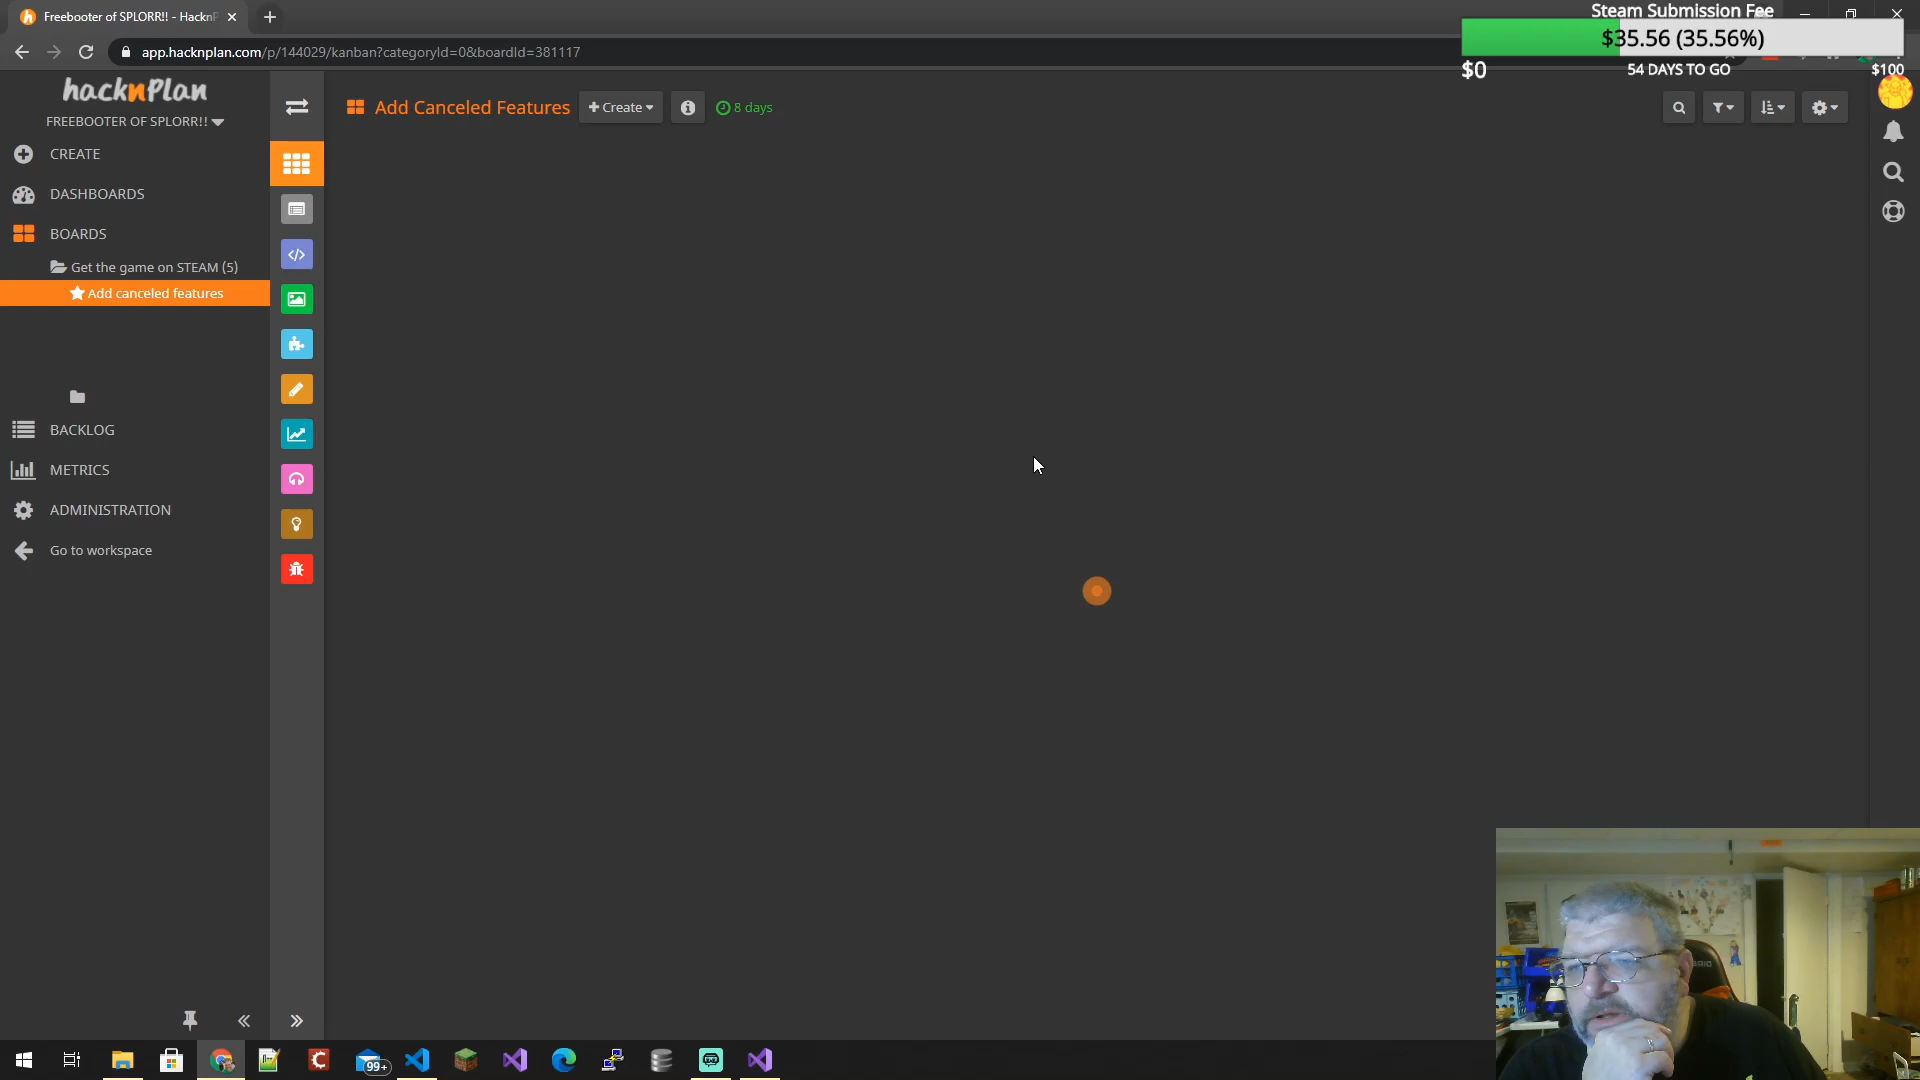 Freebooter of SPLORR!! - HacknP
Steam Submission Fee
$35.56 (35.56%)
$0
54 DAYS TO GO
$100
app.hacknplan.com/p/144029/kanban?categoryId=0&boardId=381117
hacknPlan
FREEBOOTER OF SPLORR!!
CREATE
DASHBOARDS
BOARDS
Get the game on STEAM (5)
Add canceled features
BACKLOG
METRICS
ADMINISTRATION
Go to workspace
Add Canceled Features
+ Create
8 days
99+